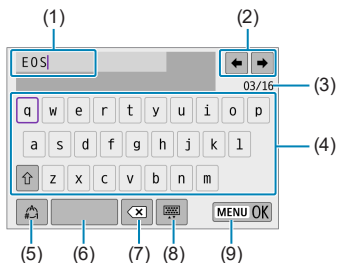 (1) (2)
EOS
03/16 (3)
q w e r t y u i o p
a s d f g h j k l (4)
z x c v b n m
MENU OK
(5) (6) (7) (8) (9)